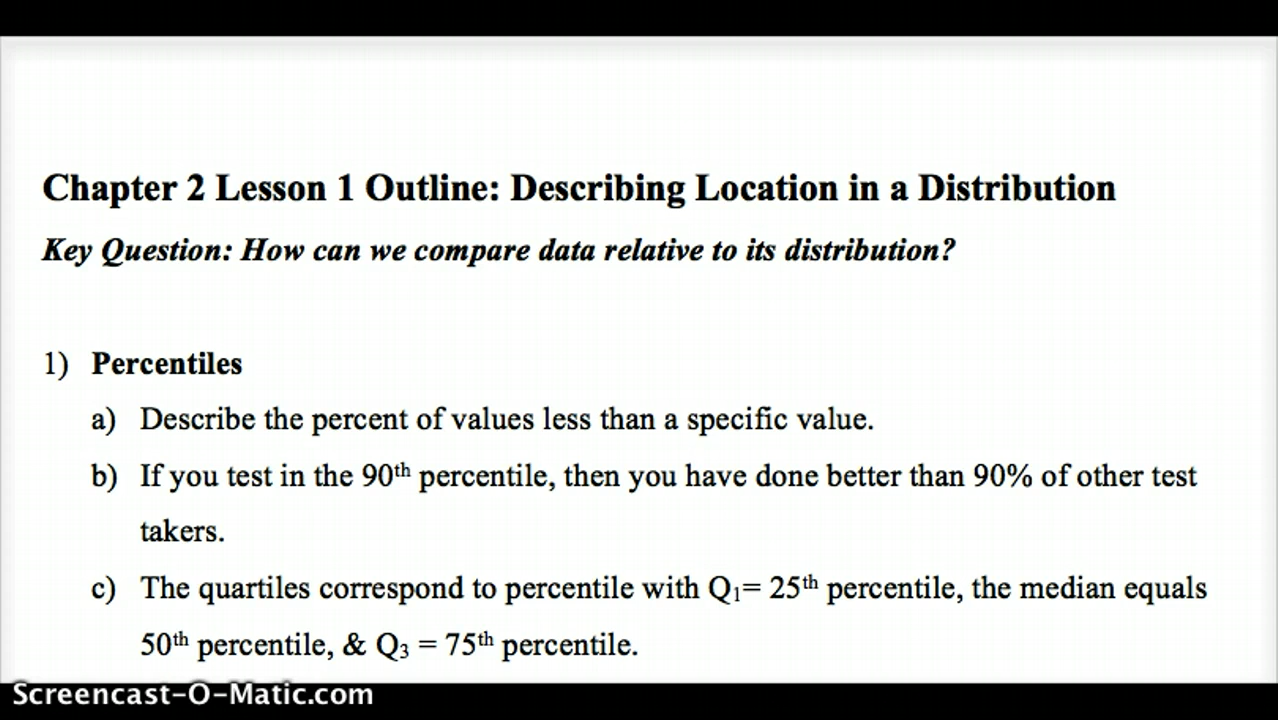 Chapter 2 Lesson 1 Outline: Describing Location in a Distribution
Key Question: How can we compare data relative to its distribution?
1) Percentiles
a) Describe the percent of values less than a specific value.
b) If you test in the 90th percentile, then you have done better than 90% of other test
takers.
c) The quartiles correspond to percentile with Q₁= 25th percentile, the median equals
50th percentile, & Q₃ = 75th percentile.
Screencast-O-Matic.com